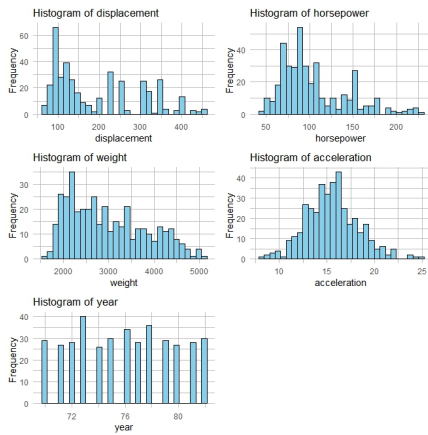 Histogram of displacement
Frequency
60
40
20
0
100
200
300
400
displacement
Histogram of horsepower
Frequency
40
20
0
50
100
150
200
horsepower
Histogram of weight
Frequency
30
20
10
0
2000
3000
4000
5000
weight
Histogram of acceleration
Frequency
40
30
20
10
0
10
15
20
25
acceleration
Histogram of year
Frequency
40
30
20
10
0
72
76
80
year